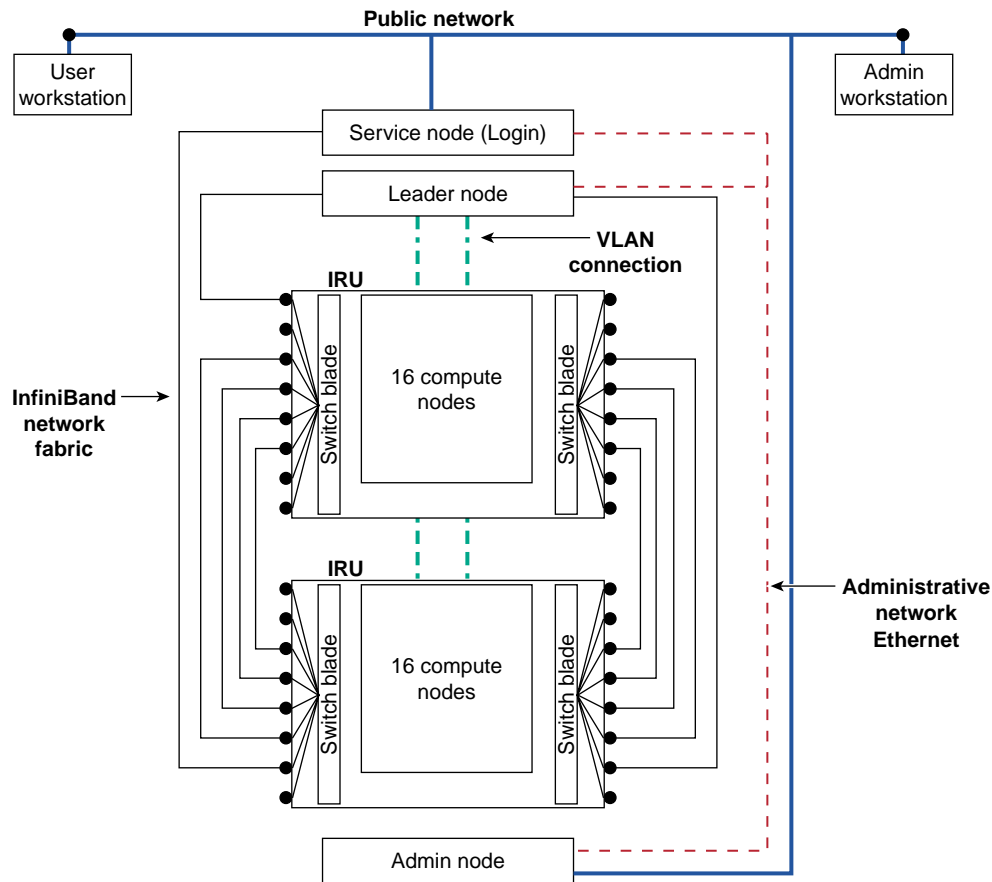 Public network
User
workstation
Admin
workstation
Service node (Login)
Leader node
VLAN
connection
IRU
Switch blade
16 compute
nodes
Switch blade
InfiniBand
network
fabric
IRU
Switch blade
16 compute
nodes
Switch blade
Administrative
network
Ethernet
Admin node